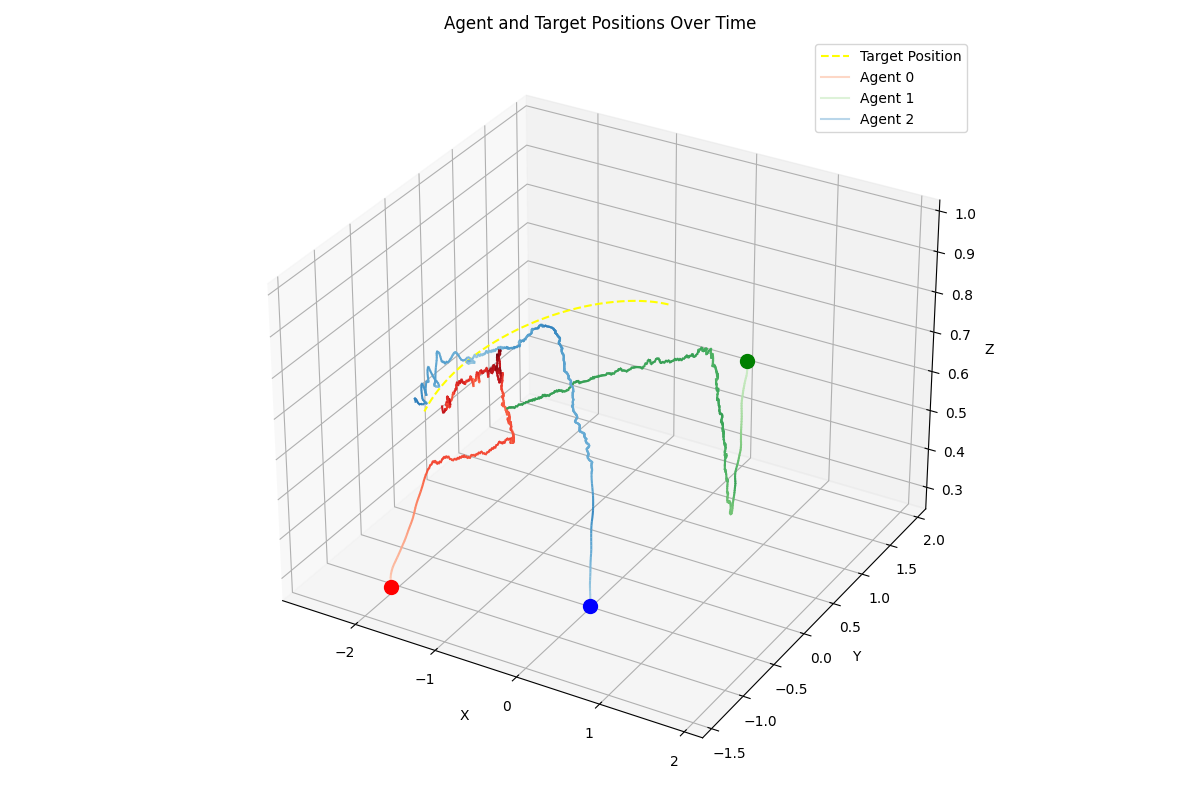 Agent and Target Positions Over Time
Target Position
Agent 0
Agent 1
Agent 2
1.0
0.9
0.8
0.7
0.6
0.5
0.4
0.3
Z
2.0
1.5
1.0
0.5
0.0
−0.5
−1.0
−1.5
Y
−2
−1
0
1
2
X